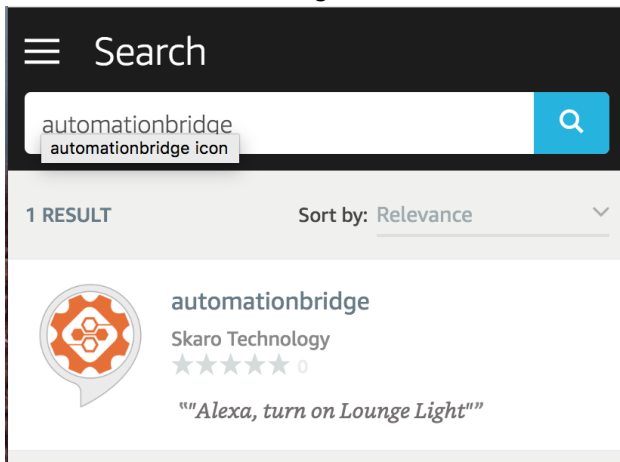 Search
automationbridge
automationbridge icon
1 RESULT
Sort by: Relevance
automationbridge
Skaro Technology
0
“"Alexa, turn on Lounge Light"”